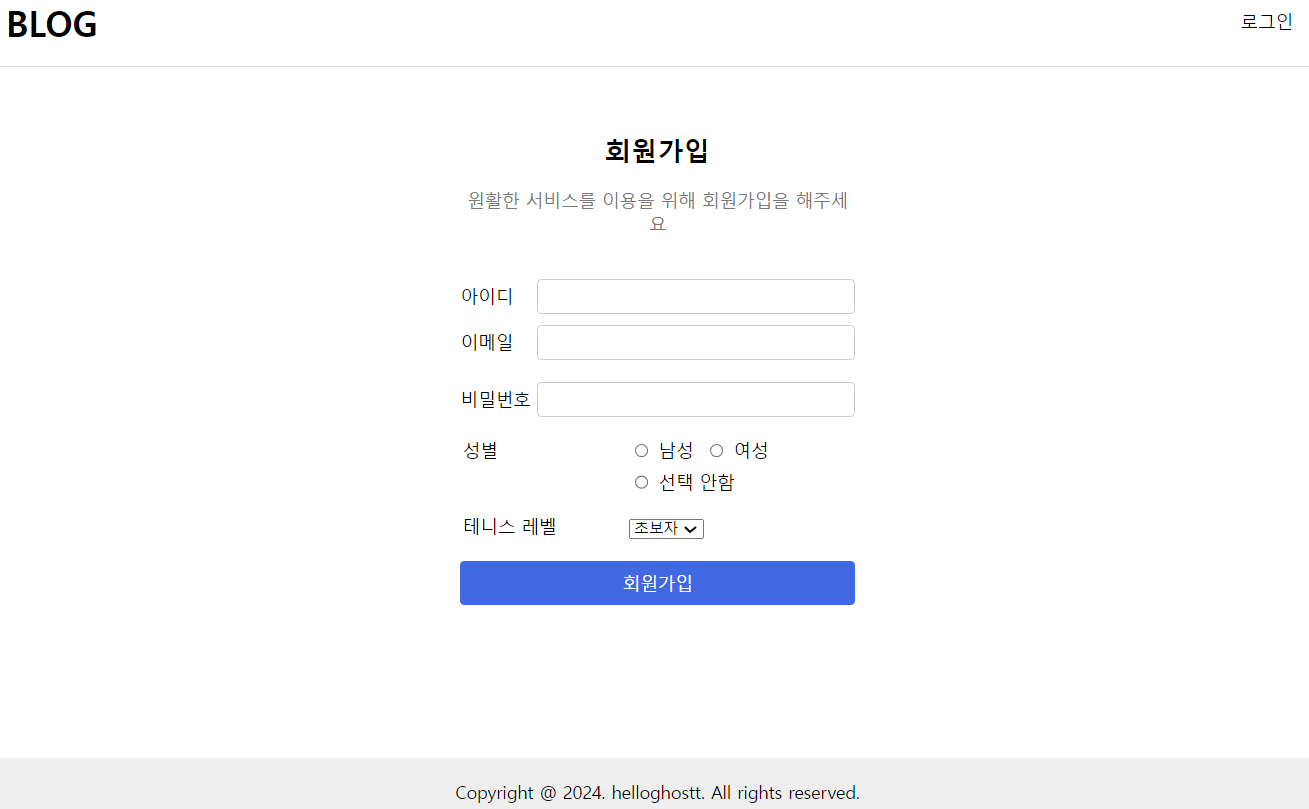 BLOG
로그인
회원가입
원활한 서비스를 이용을 위해 회원가입을 해주세
요
아이디
이메일
비밀번호
성별
남성 여성
선택 안함
테니스 레벨 초보자
회원가입
Copyright @ 2024. helloghostt. All rights reserved.